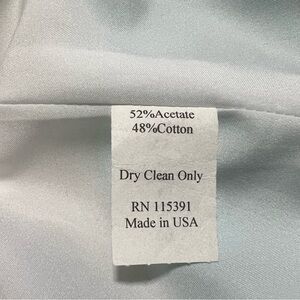 52%Acetate
48%Cotton
Dry Clean Only
RN 115391
Made in USA